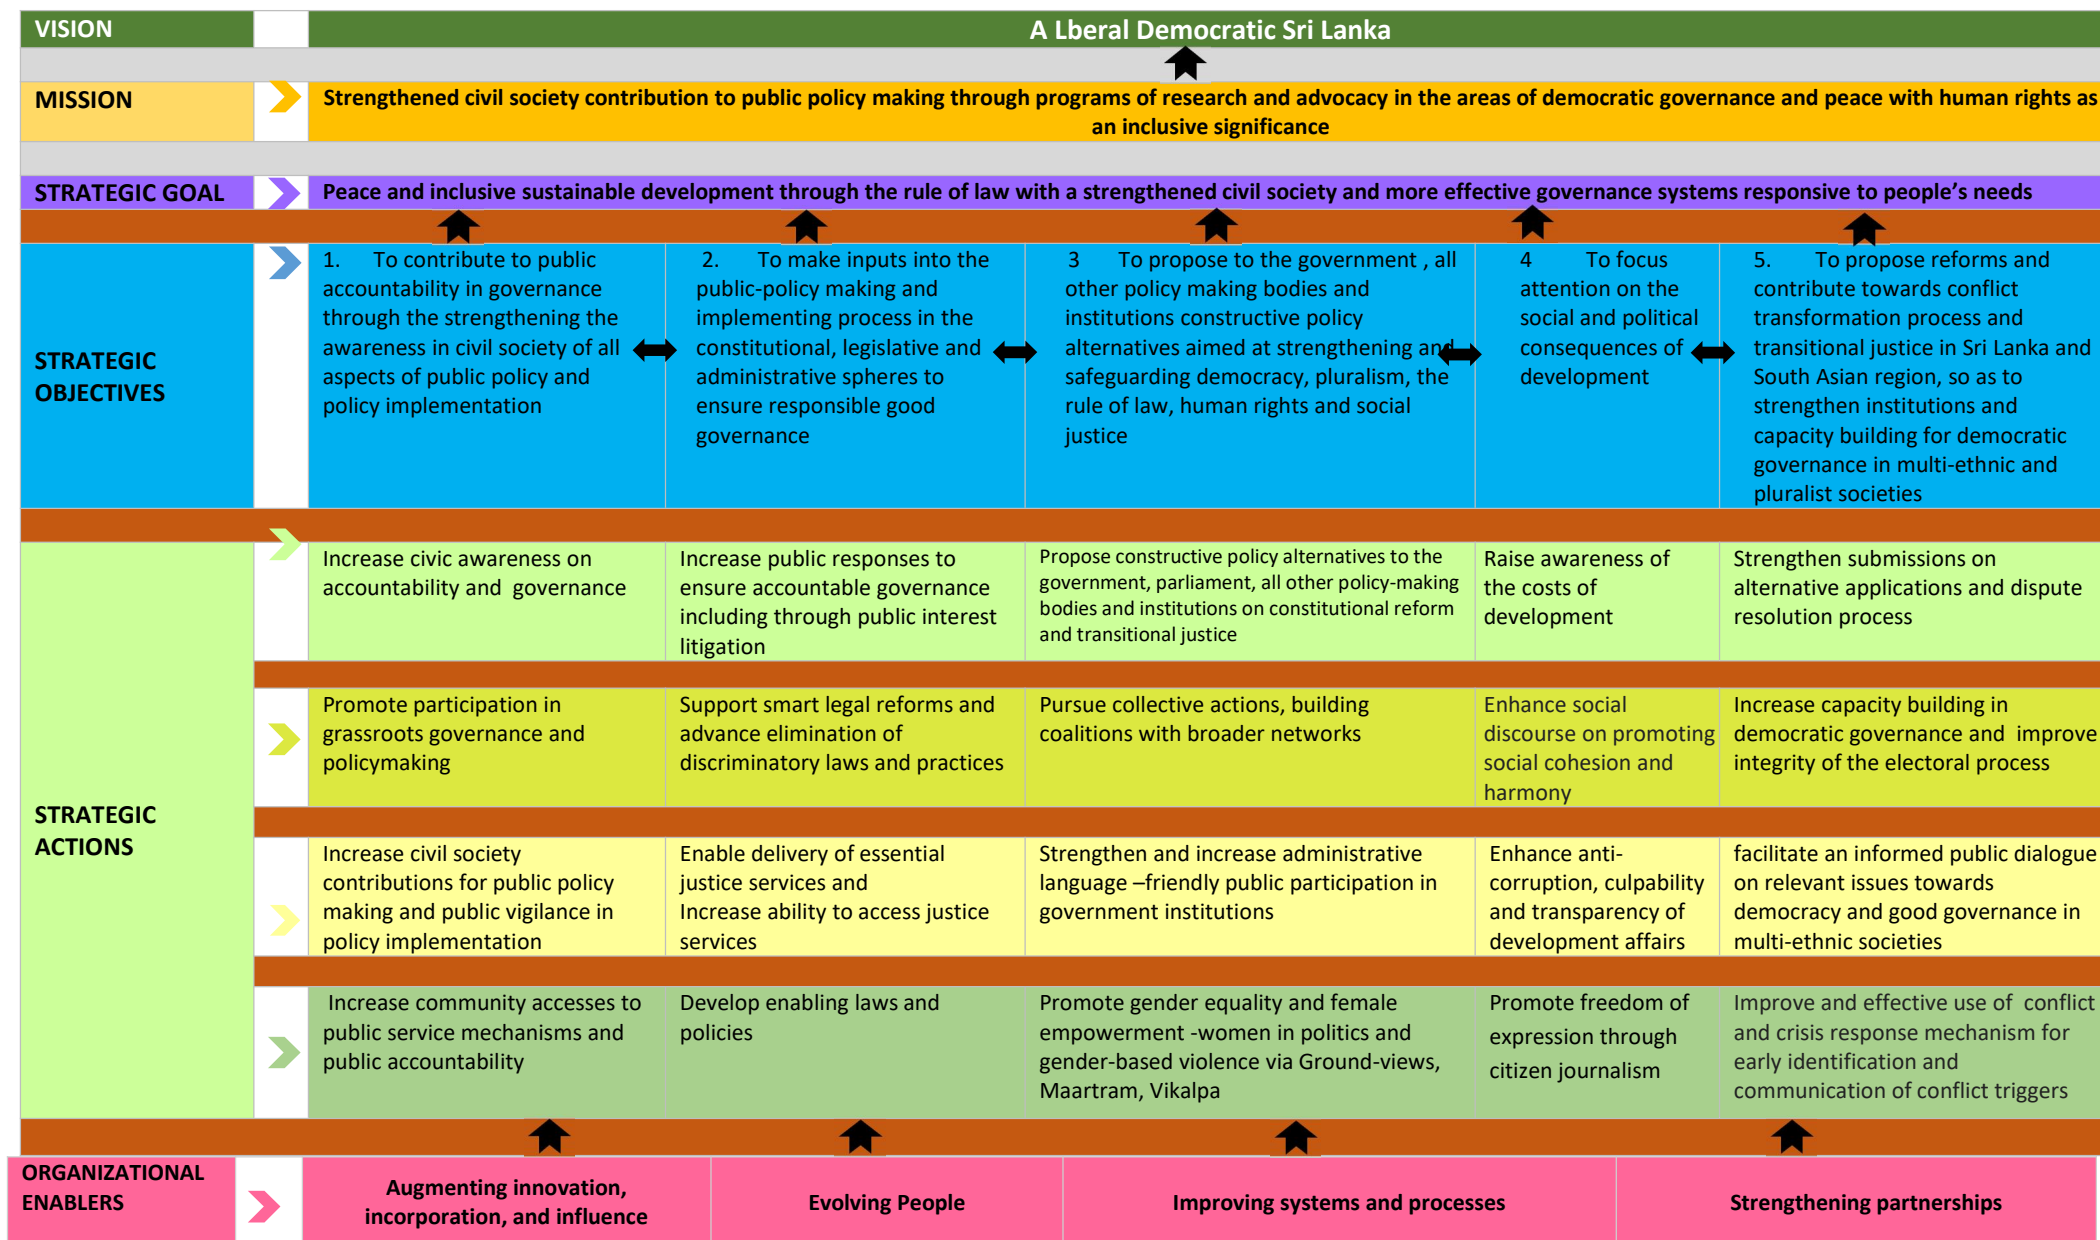 VISION
A Lberal Democratic Sri Lanka
MISSION
Strengthened civil society contribution to public policy making through programs of research and advocacy in the areas of democratic governance and peace with human rights as
an inclusive significance
STRATEGIC GOAL
Peace and inclusive sustainable development through the rule of law with a strengthened civil society and more effective governance systems responsive to people’s needs
STRATEGIC
OBJECTIVES
1. To contribute to public
accountability in governance
through the strengthening the
awareness in civil society of all
aspects of public policy and
policy implementation
2. To make inputs into the
public-policy making and
implementing process in the
constitutional, legislative and
administrative spheres to
ensure responsible good
governance
3 To propose to the government , all
other policy making bodies and
institutions constructive policy
alternatives aimed at strengthening and
safeguarding democracy, pluralism, the
rule of law, human rights and social
justice
4 To focus
attention on the
social and political
consequences of
development
5. To propose reforms and
contribute towards conflict
transformation process and
transitional justice in Sri Lanka and
South Asian region, so as to
strengthen institutions and
capacity building for democratic
governance in multi-ethnic and
pluralist societies
STRATEGIC
ACTIONS
Increase civic awareness on
accountability and governance
Increase public responses to
ensure accountable governance
including through public interest
litigation
Propose constructive policy alternatives to the
government, parliament, all other policy-making
bodies and institutions on constitutional reform
and transitional justice
Raise awareness of
the costs of
development
Strengthen submissions on
alternative applications and dispute
resolution process
Promote participation in
grassroots governance and
policymaking
Support smart legal reforms and
advance elimination of
discriminatory laws and practices
Pursue collective actions, building
coalitions with broader networks
Enhance social
discourse on promoting
social cohesion and
harmony
Increase capacity building in
democratic governance and improve
integrity of the electoral process
Increase civil society
contributions for public policy
making and public vigilance in
policy implementation
Enable delivery of essential
justice services and
Increase ability to access justice
services
Strengthen and increase administrative
language –friendly public participation in
government institutions
Enhance anti-
corruption, culpability
and transparency of
development affairs
facilitate an informed public dialogue
on relevant issues towards
democracy and good governance in
multi-ethnic societies
Increase community accesses to
public service mechanisms and
public accountability
Develop enabling laws and
policies
Promote gender equality and female
empowerment -women in politics and
gender-based violence via Ground-views,
Maartram, Vikalpa
Promote freedom of
expression through
citizen journalism
Improve and effective use of conflict
and crisis response mechanism for
early identification and
communication of conflict triggers
ORGANIZATIONAL
ENABLERS
Augmenting innovation,
incorporation, and influence
Evolving People
Improving systems and processes
Strengthening partnerships